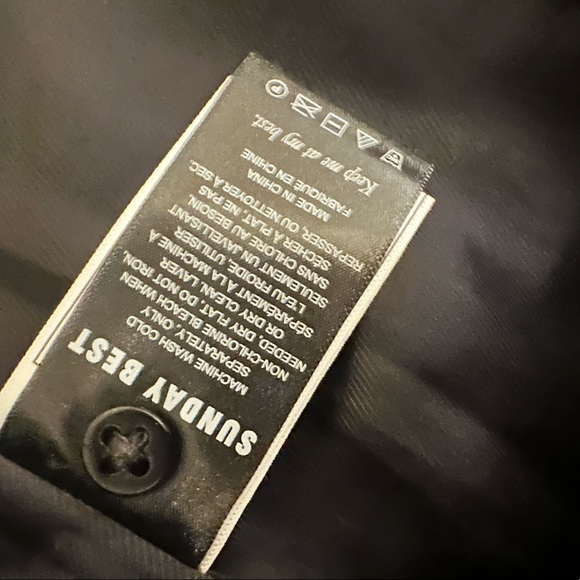 SUNDAY BEST
MACHINE WASH COLD
SEPARATELY, ONLY
NON-CHLORINE BLEACH WHEN
NEEDED, DRY FLAT, DO NOT IRON,
OR DRY CLEAN. LAVER
SÉPARÉMENT À LA MACHINE À
L'EAU FROIDE, UTILISER
SEULEMENT UN JAVELLISANT
SANS CHLORE AU BESOIN,
SÉCHER À PLAT, NE PAS
REPASSER, OU NETTOYER À SEC.
MADE IN CHINA
FABRIQUE EN CHINE
Keep me at my best.
P